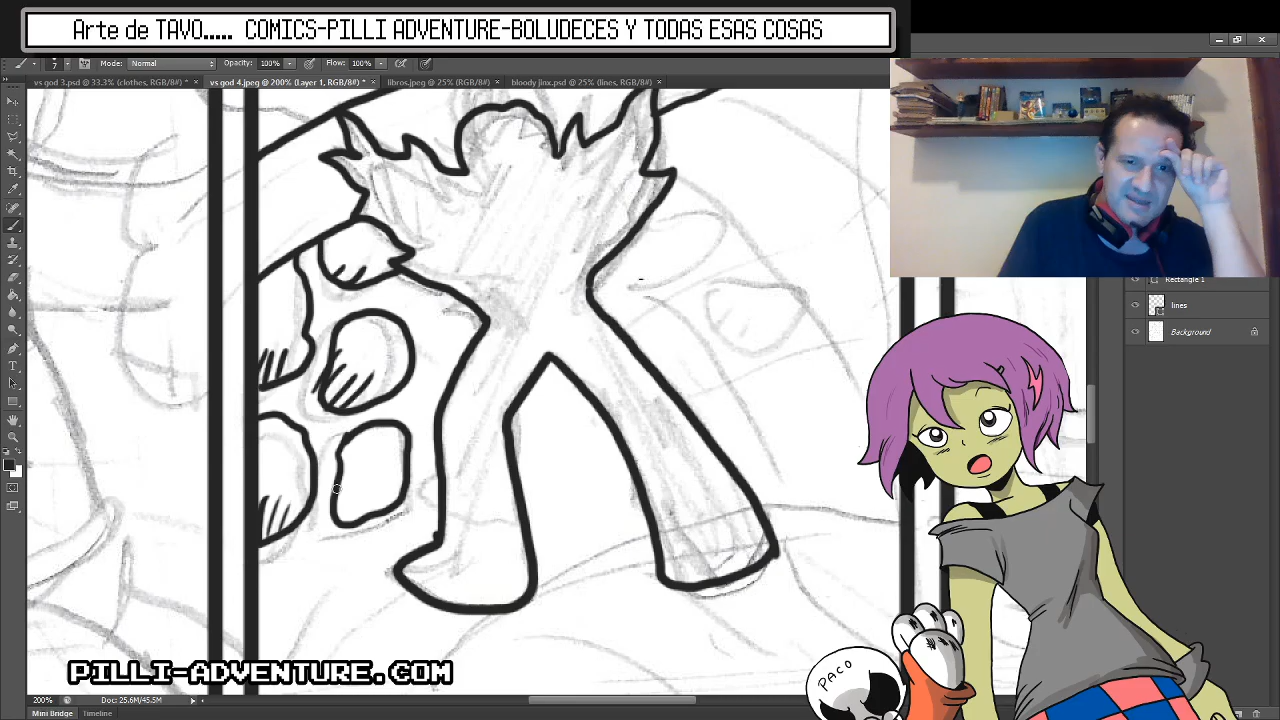 Arte de TAVO..... COMICS-PILLI ADVENTURE-BOLUDECES Y TODAS ESAS COSAS
7 Mode: Normal Opacity: 100% Flow: 100%
vs god 3.psd @ 33.3% (clothes, RGB/8#) * × vs god 4.jpeg @ 200% (Layer 1, RGB/8#) * × libros.jpeg @ 25% (RGB/8#) × bloody jinx.psd @ 25% (lines, RGB/8#) ×
Rectangle 1
lines
Background
PACO
PILLI-ADVENTURE.COM
200% Doc: 25.6M/45.5M
Mini Bridge Timeline